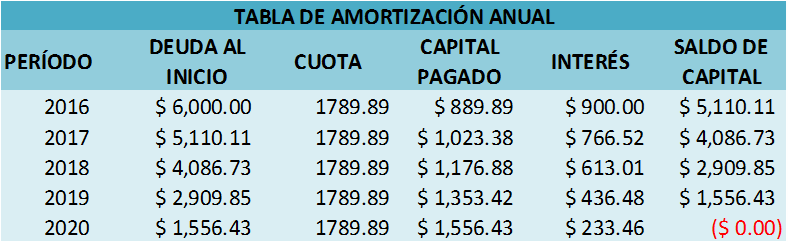 TABLA DE AMORTIZACIÓN ANUAL
PERÍODO DEUDA AL INICIO CUOTA CAPITAL PAGADO INTERÉS SALDO DE CAPITAL
2016 $ 6,000.00 1789.89 $ 889.89 $ 900.00 $ 5,110.11
2017 $ 5,110.11 1789.89 $ 1,023.38 $ 766.52 $ 4,086.73
2018 $ 4,086.73 1789.89 $ 1,176.88 $ 613.01 $ 2,909.85
2019 $ 2,909.85 1789.89 $ 1,353.42 $ 436.48 $ 1,556.43
2020 $ 1,556.43 1789.89 $ 1,556.43 $ 233.46 ($ 0.00)